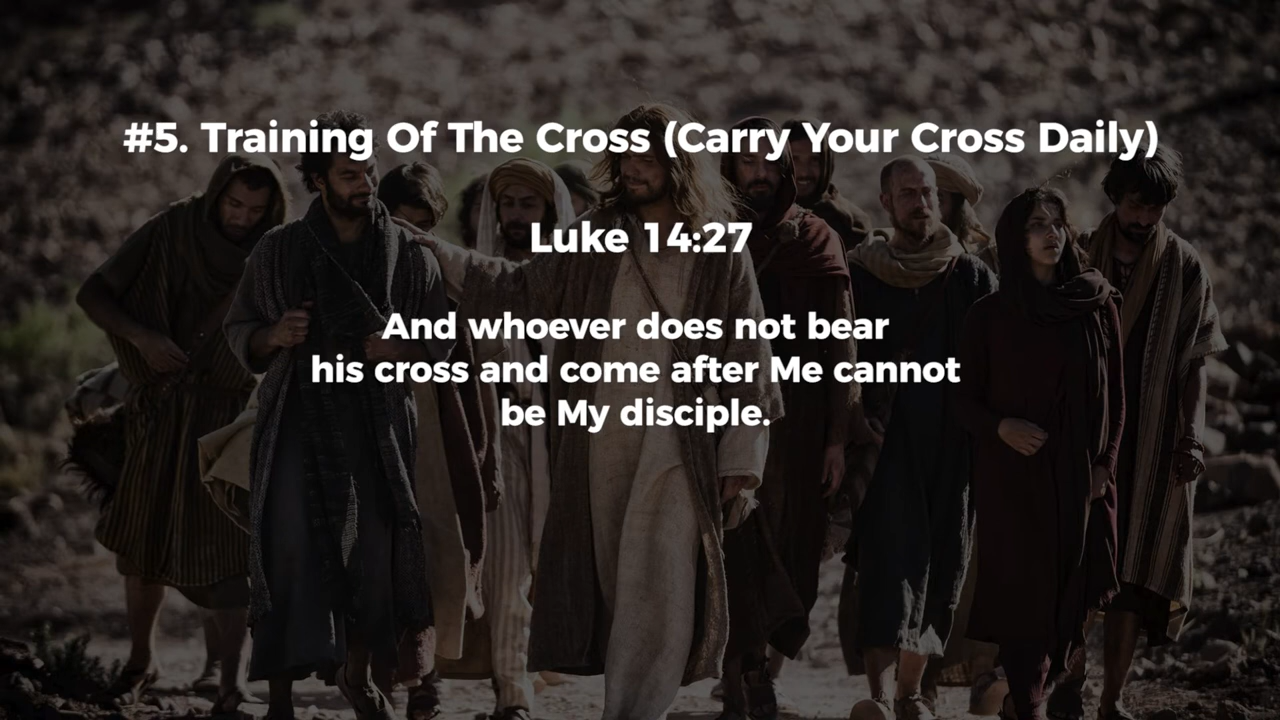 #5. Training Of The Cross (Carry Your Cross Daily)
Luke 14:27
And whoever does not bear
his cross and come after Me cannot
be My disciple.